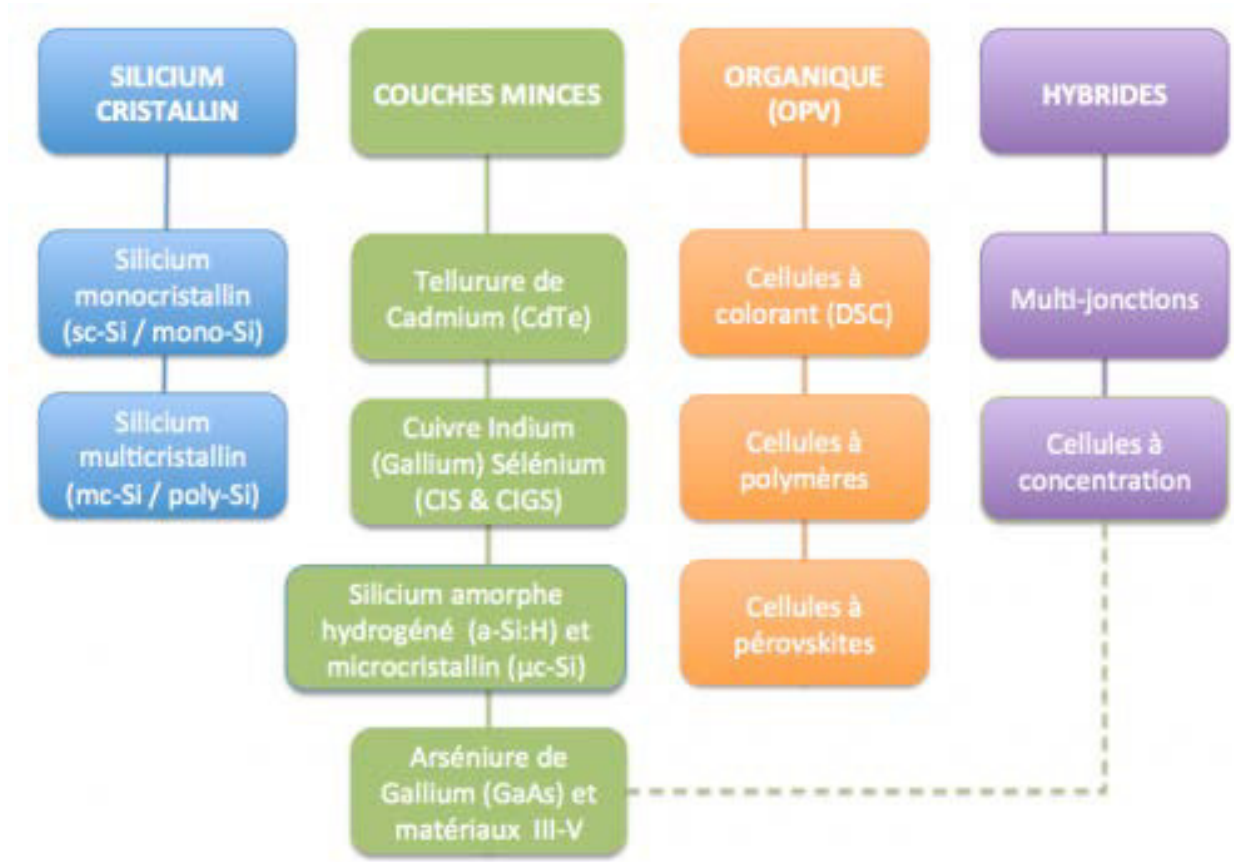 SILICIUM
CRISTALLIN
Silicium
monocristallin
(sc-Si / mono-Si)
Silicium
multicristallin
(mc-Si / poly-Si)
COUCHES MINCES
Tellurure de
Cadmium (CdTe)
Cuivre Indium
(Gallium) Sélénium
(CIS & CIGS)
Silicium amorphe
hydrogéné (a-Si:H) et
microcristallin (µc-Si)
Arséniure de
Gallium (GaAs) et
matériaux III-V
ORGANIQUE
(OPV)
Cellules à
colorant (DSC)
Cellules à
polymères
Cellules à
pérovskites
HYBRIDES
Multi-jonctions
Cellules à
concentration